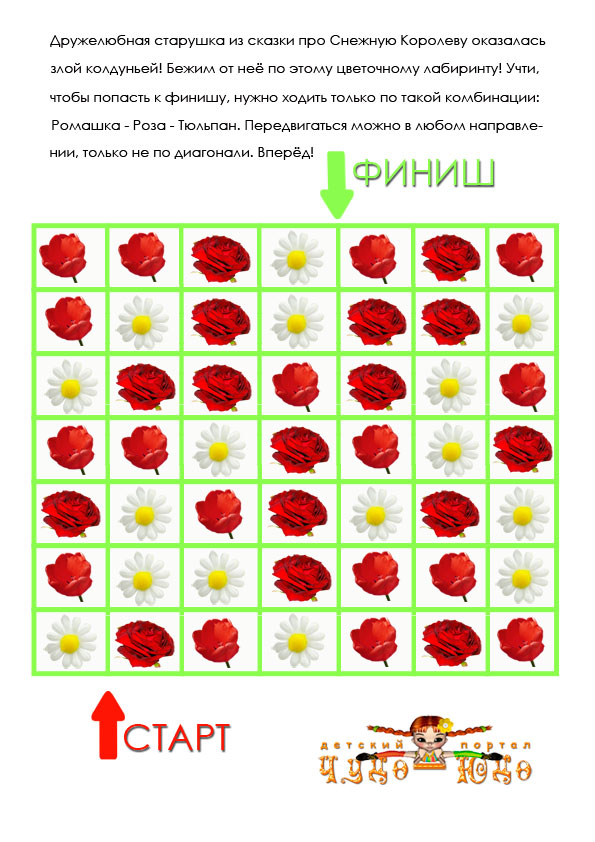 Дружелюбная старушка из сказки про Снежную Королеву оказалась
злой колдуньей! Бежим от неё по этому цветочному лабиринту! Учти,
чтобы попасть к финишу, нужно ходить только по такой комбинации:
Ромашка - Роза - Тюльпан. Передвигаться можно в любом направле-
нии, только не по диагонали. Вперёд!
ФИНИШ
СТАРТ
детский портал
Чудо Юдо